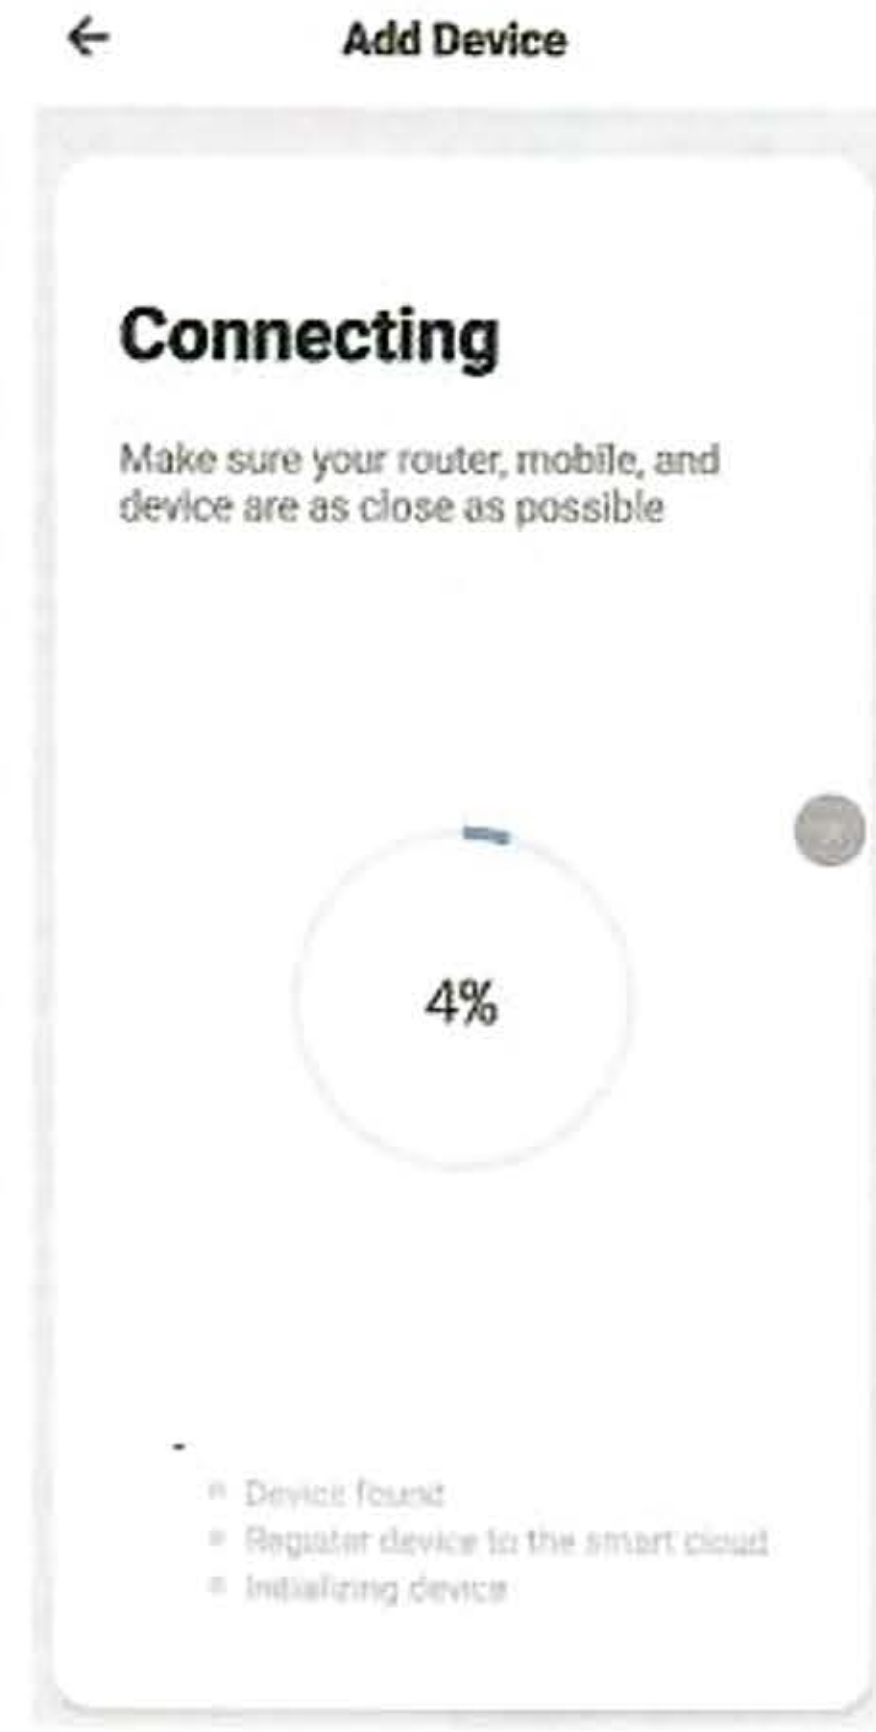 Add Device
Connecting
Make sure your router, mobile, and
device are as close as possible
4%
Device found
Register device to the smart cloud
Initializing device